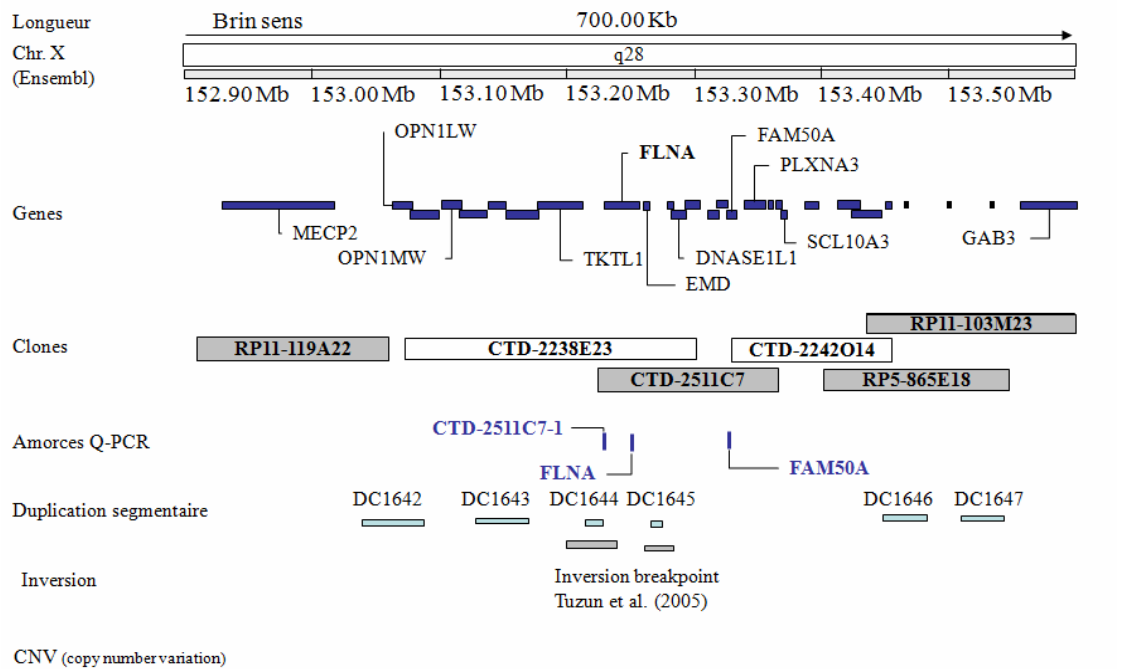 Longueur
Brin sens
700.00 Kb
Chr. X
(Ensembl)
q28
152.90 Mb 153.00 Mb 153.10 Mb 153.20 Mb 153.30 Mb 153.40 Mb 153.50 Mb
OPN1LW
FLNA
FAM50A
PLXNA3
Genes
MECP2
OPN1MW
TKTL1
EMD
DNASE1L1
SCL10A3
GAB3
Clones
RP11-103M23
RP11-119A22
CTD-2238E23
CTD-2242O14
CTD-2511C7
RP5-865E18
Amorces Q-PCR
CTD-2511C7-1
FLNA
FAM50A
Duplication segmentaire
DC1642
DC1643
DC1644
DC1645
DC1646
DC1647
Inversion
Inversion breakpoint
Tuzun et al. (2005)
CNV (copy number variation)